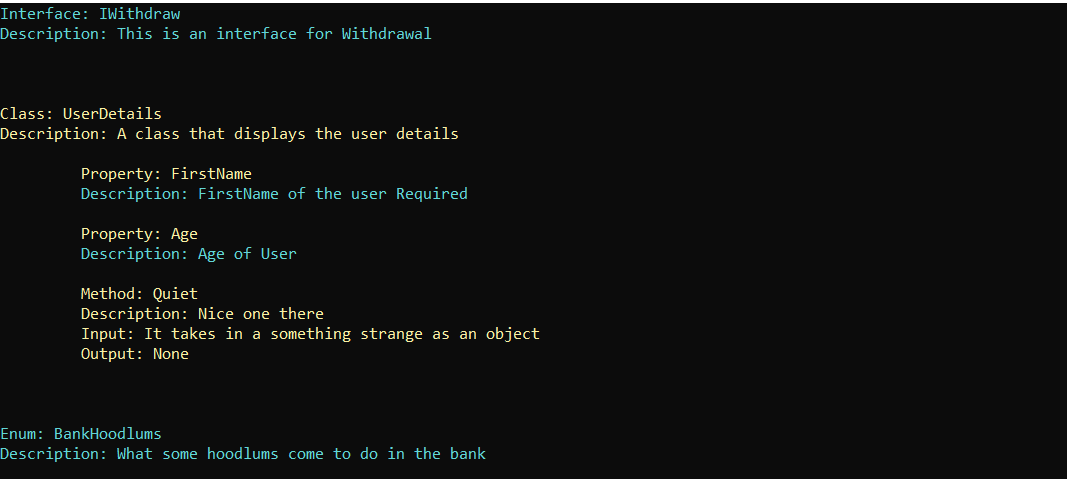 Interface: IWithdraw
Description: This is an interface for Withdrawal
Class: UserDetails
Description: A class that displays the user details
Property: FirstName
Description: FirstName of the user Required
Property: Age
Description: Age of User
Method: Quiet
Description: Nice one there
Input: It takes in a something strange as an object
Output: None
Enum: BankHoodlums
Description: What some hoodlums come to do in the bank